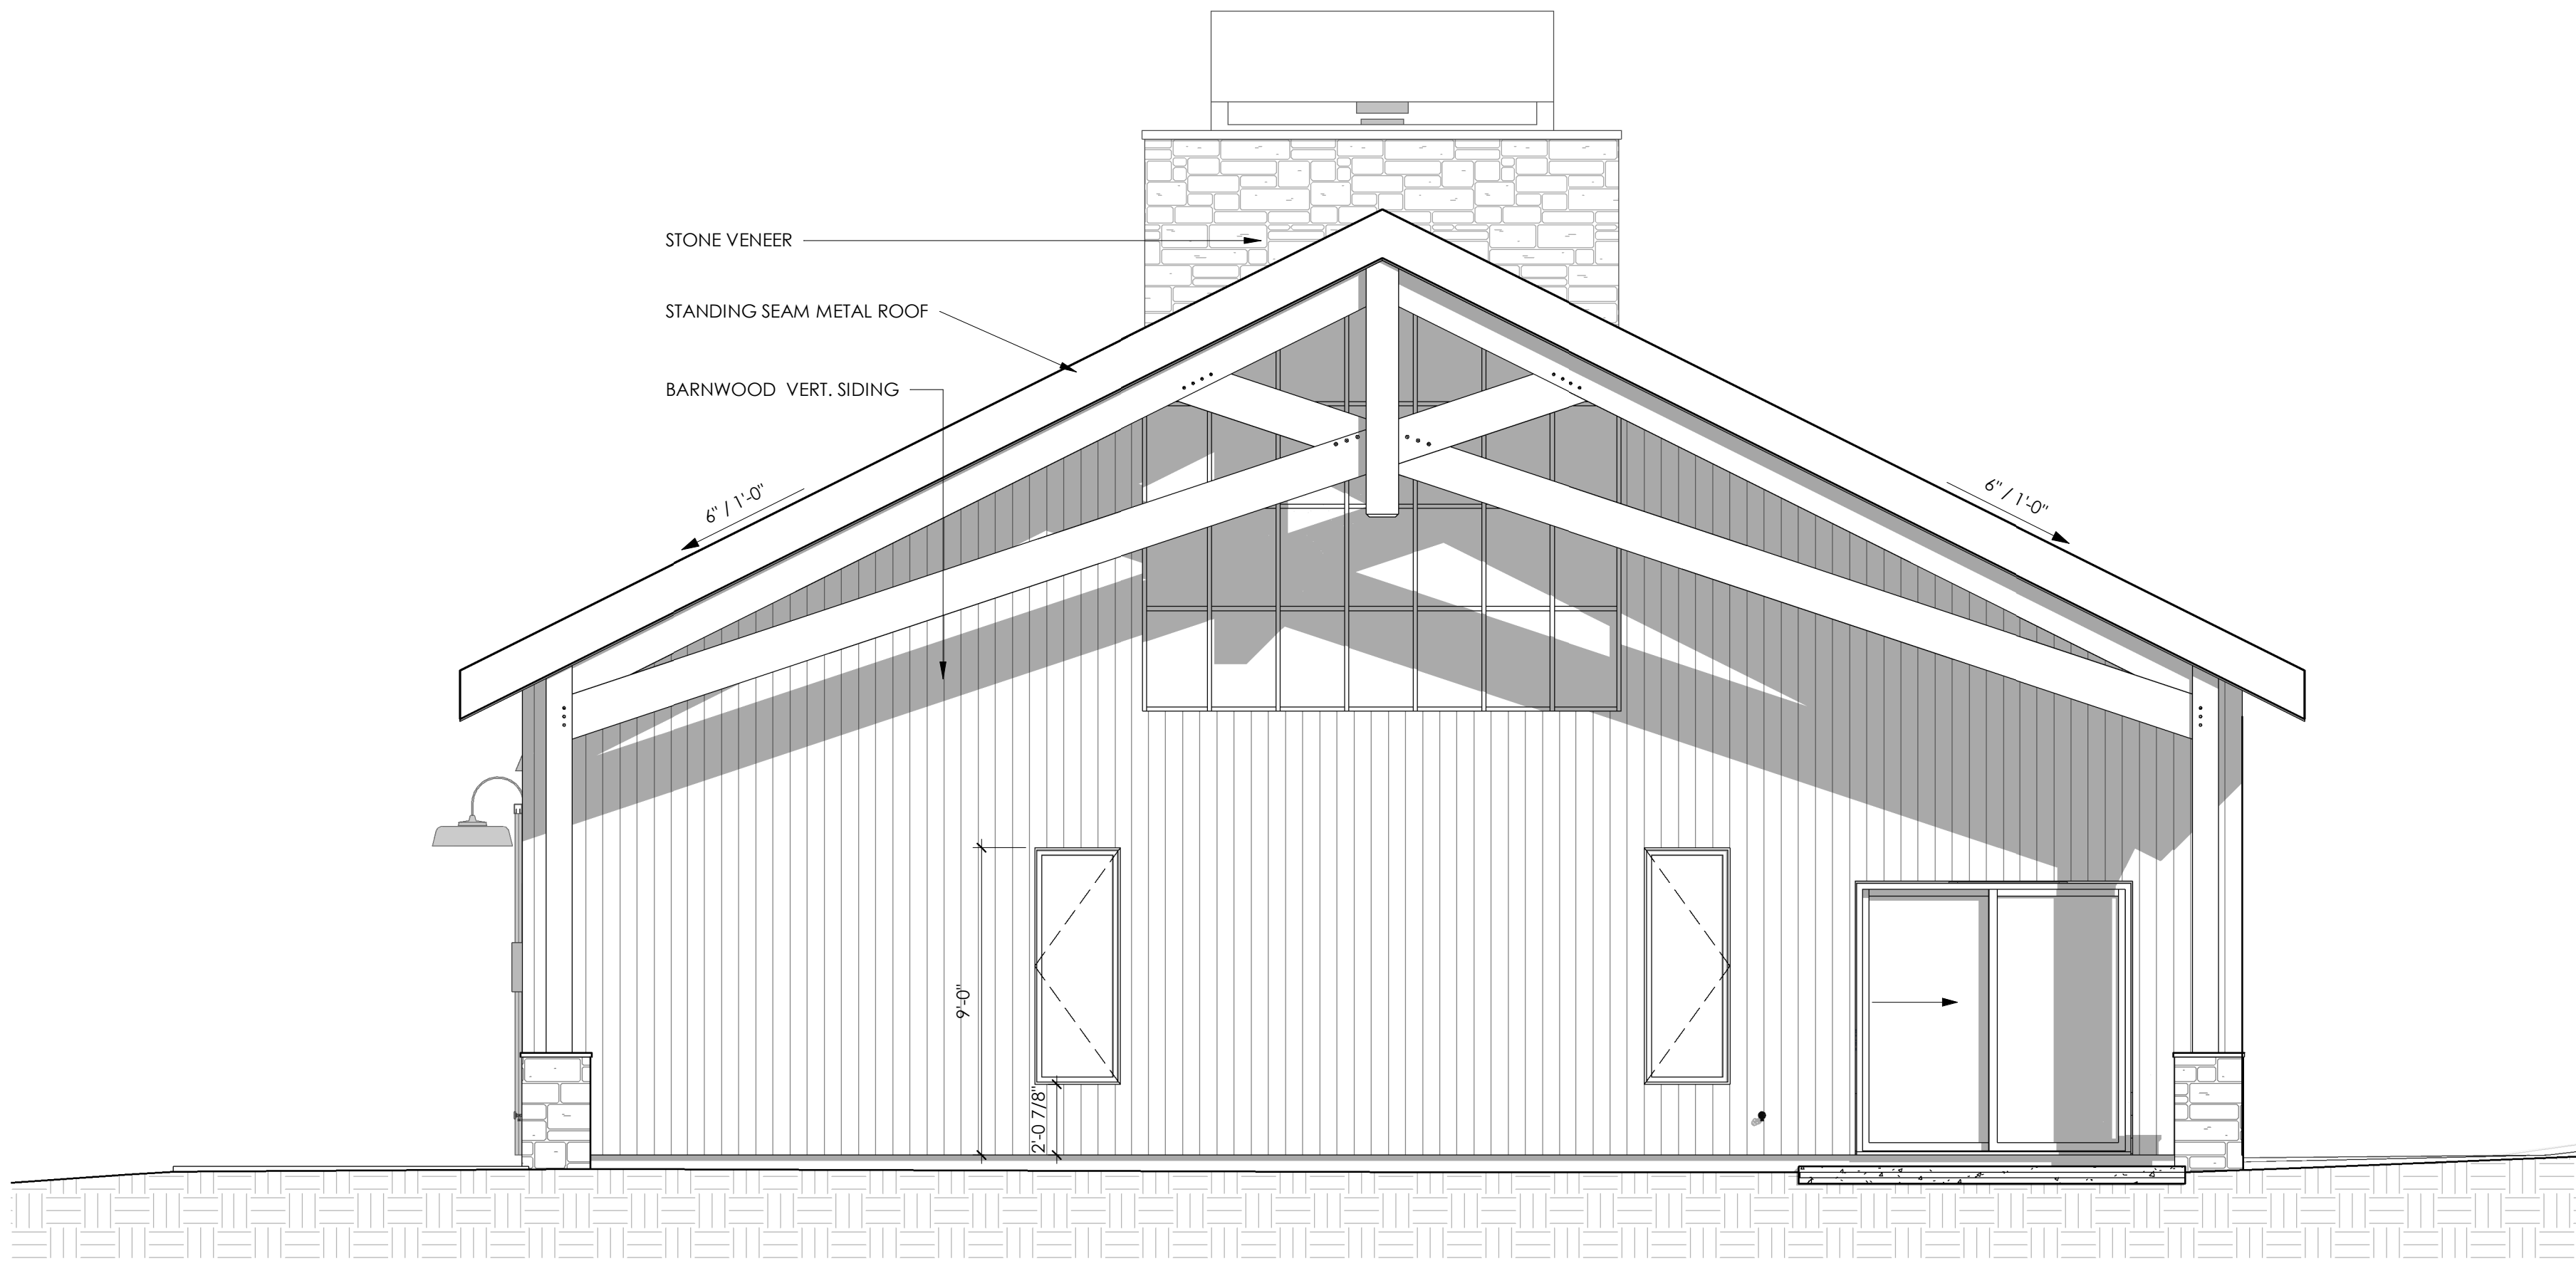 STONE VENEER
STANDING SEAM METAL ROOF
BARNWOOD  VERT. SIDING
6" / 1'-0"
6" / 1'-0"
9'-0"
2'-0 7/8"